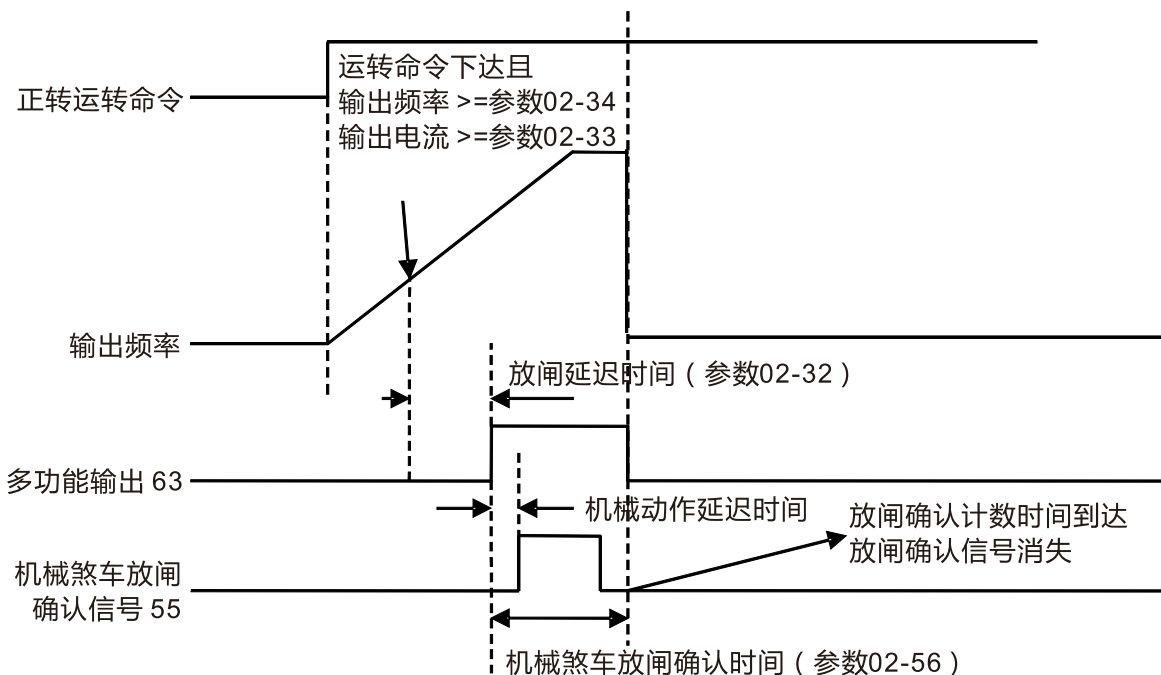 运转命令下达且
正转运转命令
输出频率 >=参数02-34
输出电流 >=参数02-33
输出频率
放闸延迟时间（参数02-32）
多功能输出 63
机械动作延迟时间
放闸确认计数时间到达
放闸确认信号消失
机械煞车放闸
确认信号 55
机械煞车放闸确认时间（参数02-56）